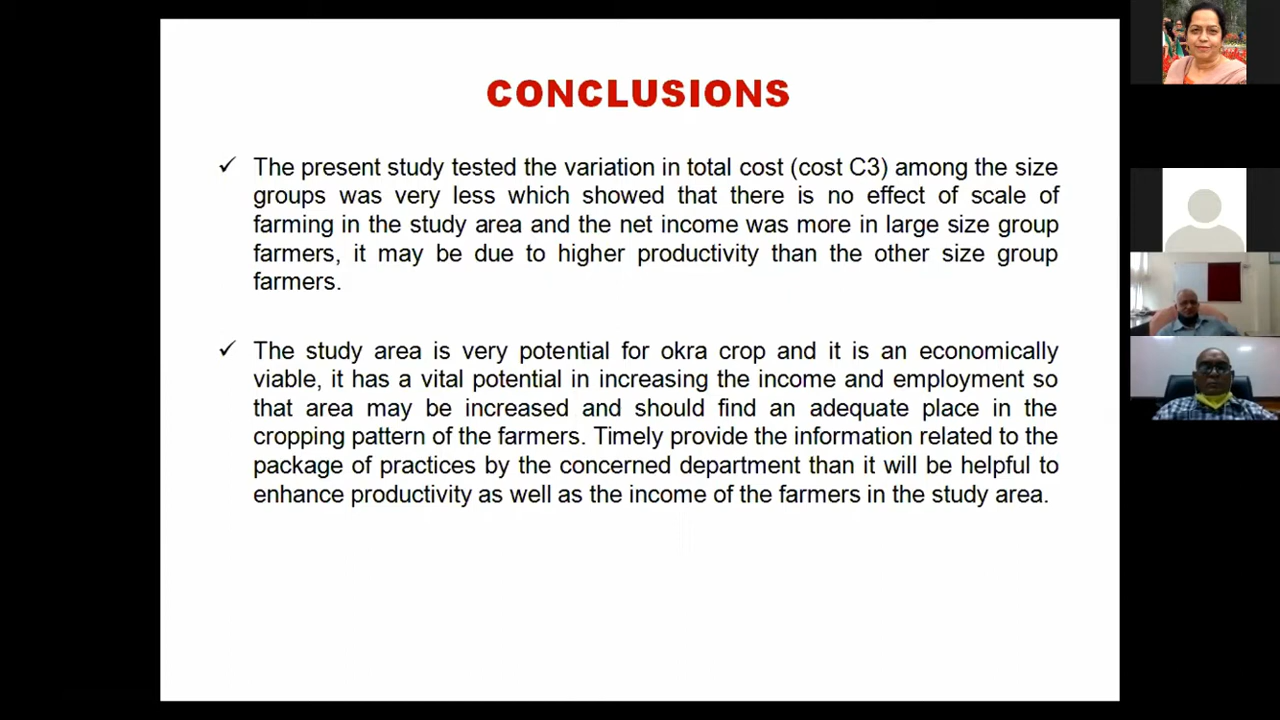 CONCLUSIONS
✓ The present study tested the variation in total cost (cost C3) among the size
groups was very less which showed that there is no effect of scale of
farming in the study area and the net income was more in large size group
farmers, it may be due to higher productivity than the other size group
farmers.
✓ The study area is very potential for okra crop and it is an economically
viable, it has a vital potential in increasing the income and employment so
that area may be increased and should find an adequate place in the
cropping pattern of the farmers. Timely provide the information related to the
package of practices by the concerned department than it will be helpful to
enhance productivity as well as the income of the farmers in the study area.